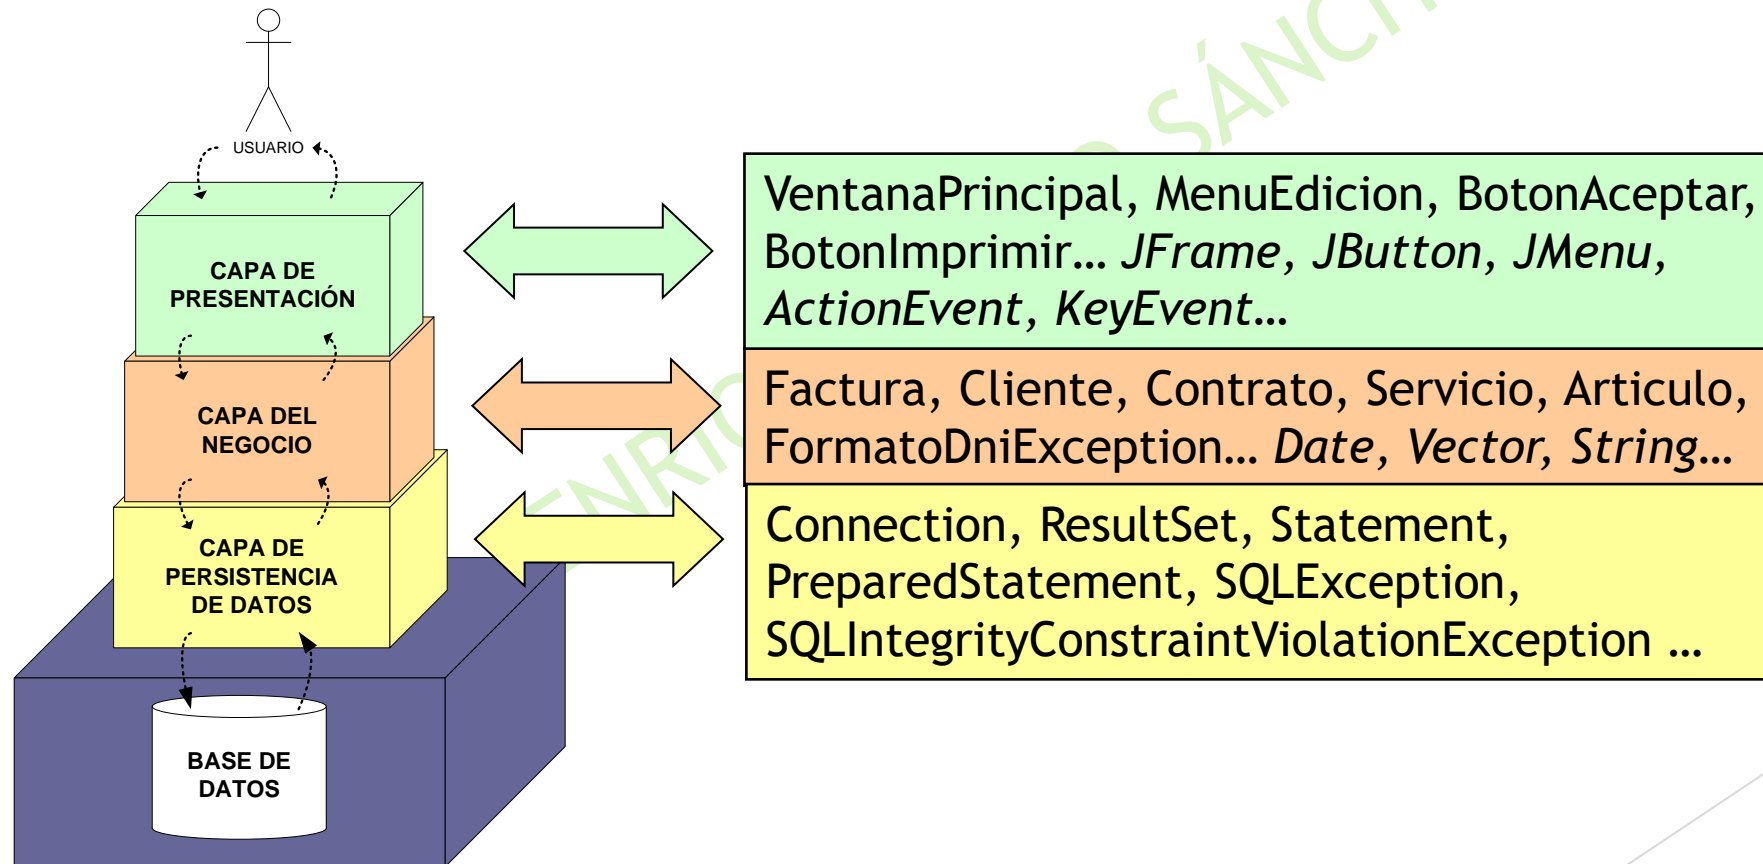 USUARIO
CAPA DE
PRESENTACIÓN
CAPA DEL
NEGOCIO
CAPA DE
PERSISTENCIA
DE DATOS
BASE DE
DATOS
VentanaPrincipal, MenuEdicion, BotonAceptar,
BotonImprimir… JFrame, JButton, JMenu,
ActionEvent, KeyEvent…
Factura, Cliente, Contrato, Servicio, Articulo,
FormatoDniException… Date, Vector, String…
Connection, ResultSet, Statement,
PreparedStatement, SQLException,
SQLIntegrityConstraintViolationException …